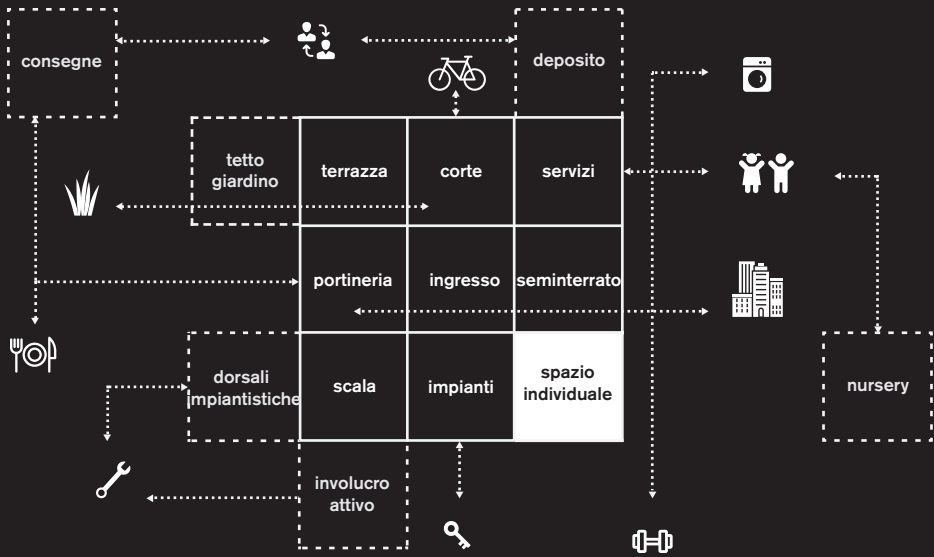 consegne
deposito
tetto
giardino
terrazza
corte
servizi
portineria
ingresso
seminterrato
dorsali
impiantistiche
scala
impianti
spazio
individuale
nursery
involucro
attivo